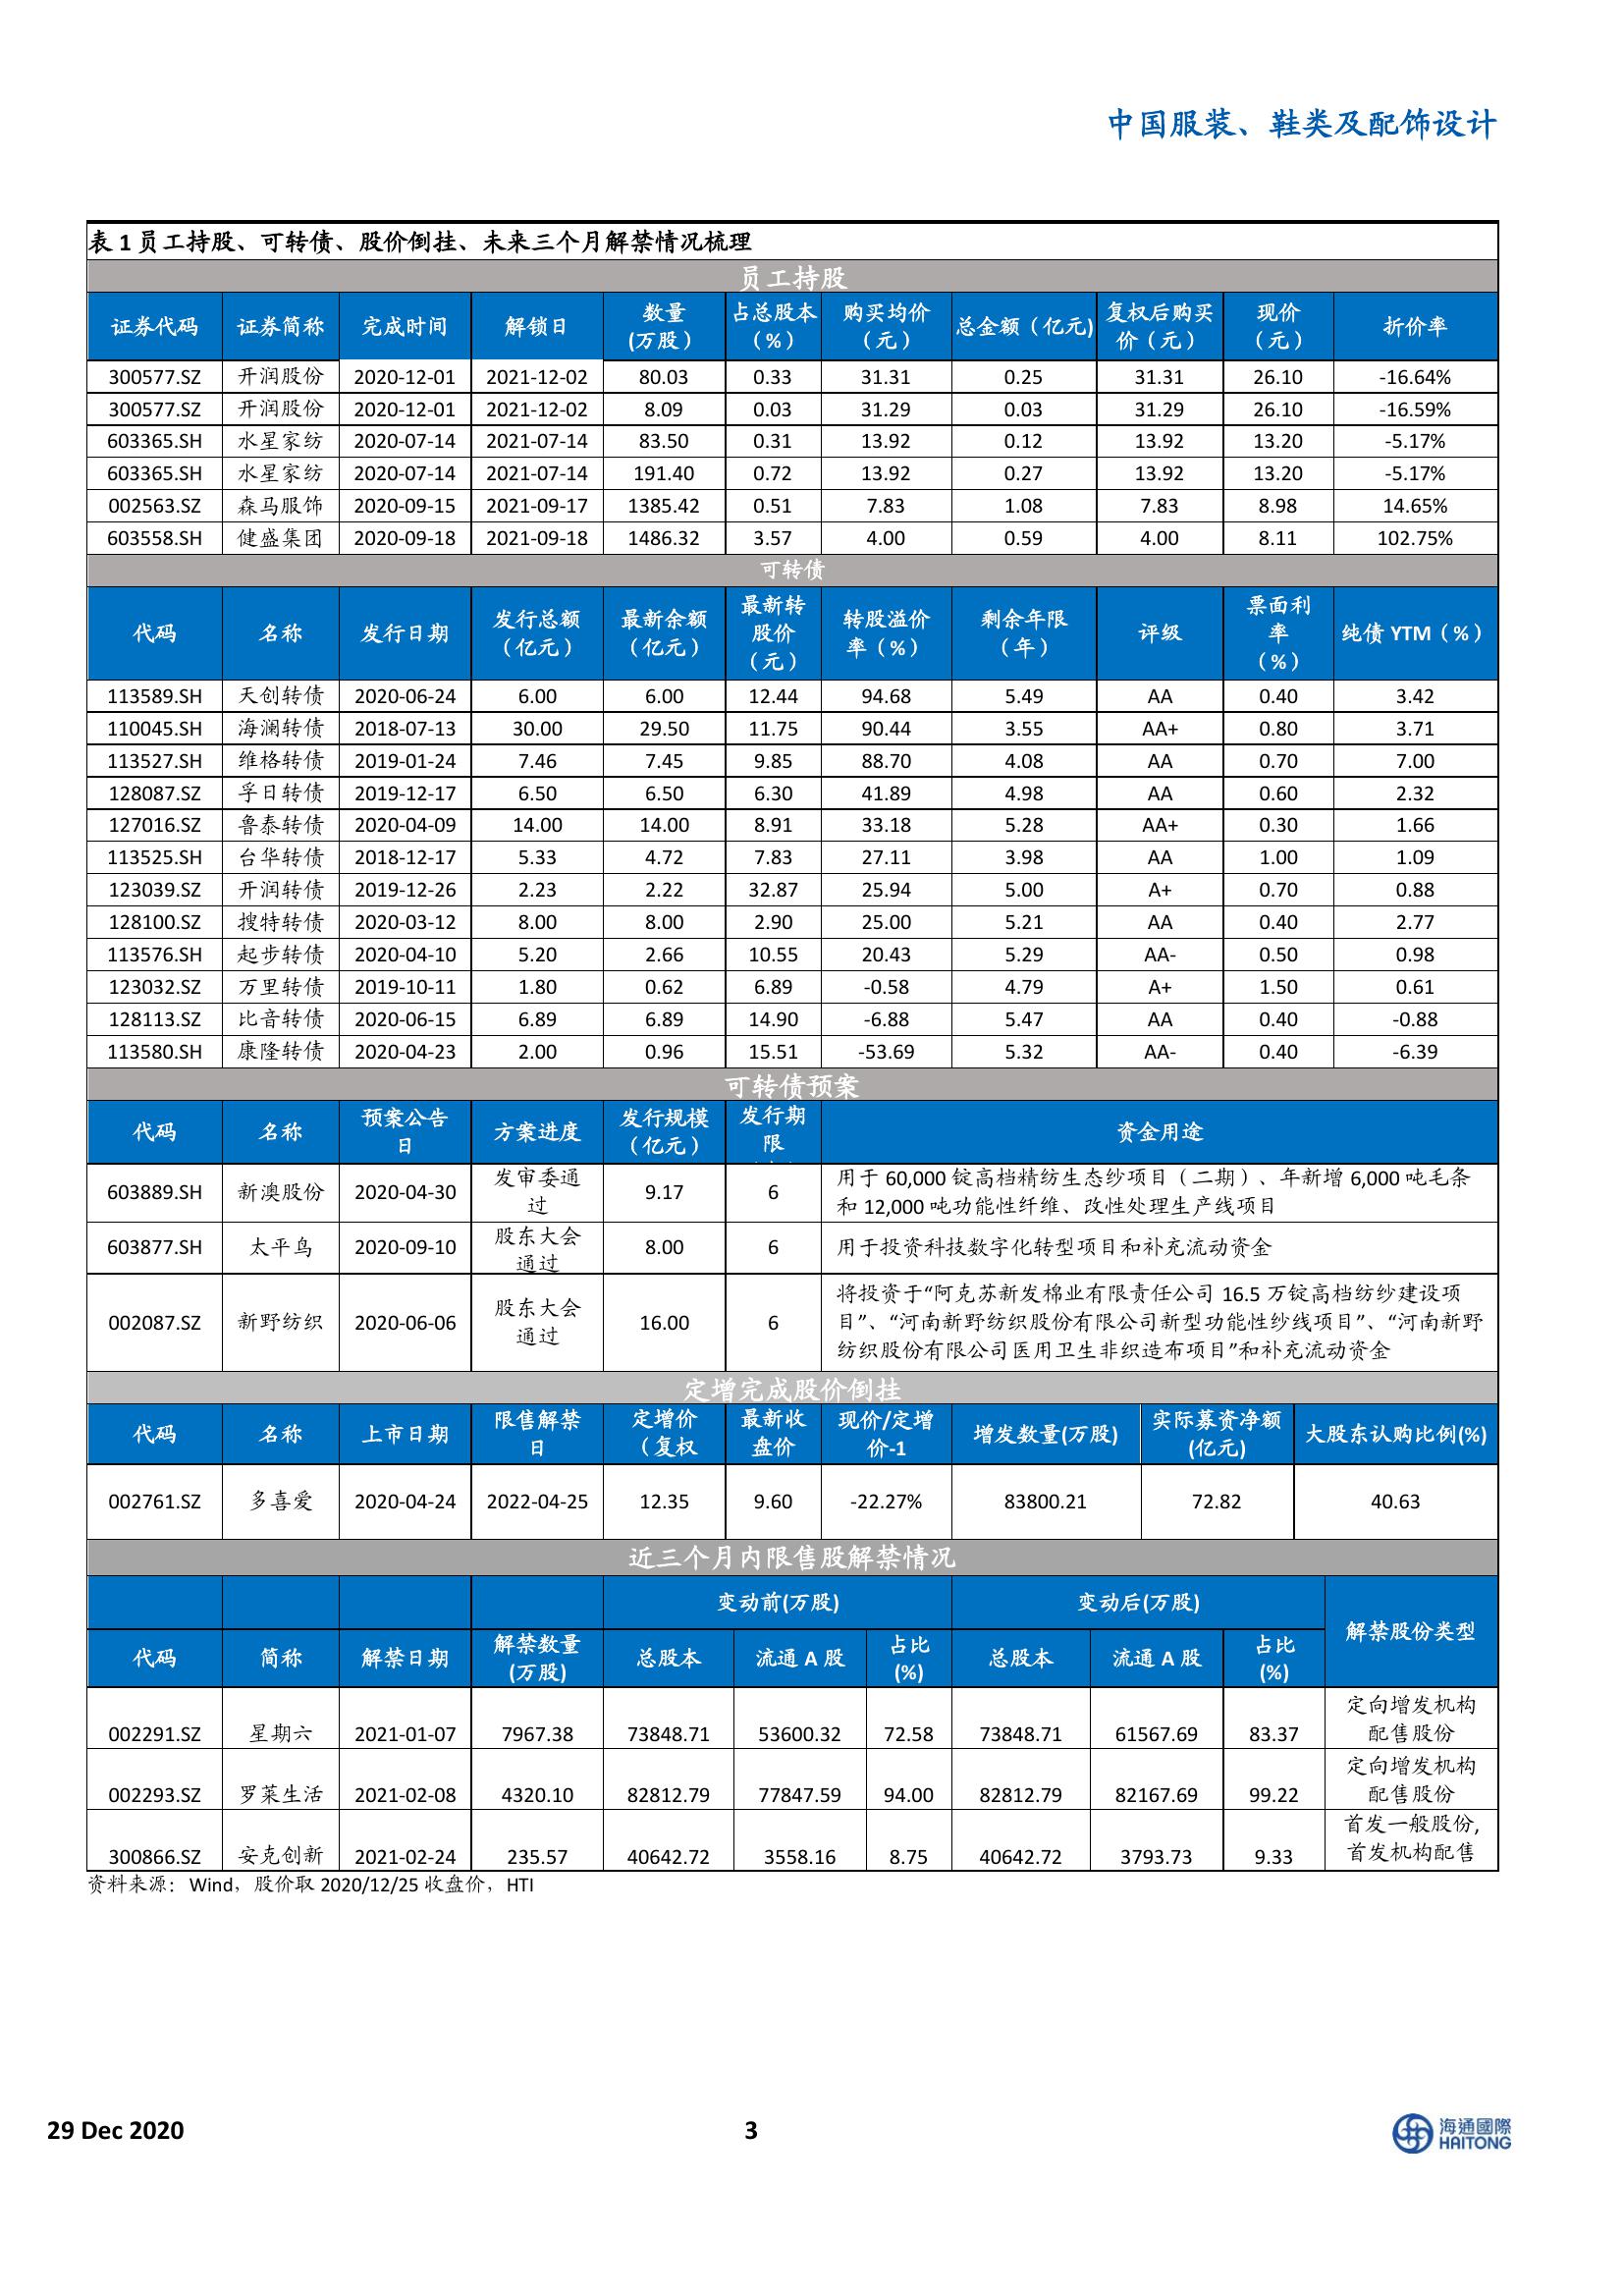 中国服装、鞋类及配饰设计
表 1 员工持股、可转债、股价倒挂、未来三个月解禁情况梳理
员工持股
证券代码 证券简称 完成时间 解锁日 数量(万股） 占总股本（%） 购买均价（元） 总金额（亿元) 复权后购买价（元） 现价（元） 折价率
300577.SZ 开润股份 2020-12-01 2021-12-02 80.03 0.33 31.31 0.25 31.31 26.10 -16.64%
300577.SZ 开润股份 2020-12-01 2021-12-02 8.09 0.03 31.29 0.03 31.29 26.10 -16.59%
603365.SH 水星家纺 2020-07-14 2021-07-14 83.50 0.31 13.92 0.12 13.92 13.20 -5.17%
603365.SH 水星家纺 2020-07-14 2021-07-14 191.40 0.72 13.92 0.27 13.92 13.20 -5.17%
002563.SZ 森马服饰 2020-09-15 2021-09-17 1385.42 0.51 7.83 1.08 7.83 8.98 14.65%
603558.SH 健盛集团 2020-09-18 2021-09-18 1486.32 3.57 4.00 0.59 4.00 8.11 102.75%
可转债
代码 名称 发行日期 发行总额（亿元） 最新余额（亿元） 最新转股价（元） 转股溢价率（%） 剩余年限（年） 评级 票面利率（%） 纯债 YTM（%）
113589.SH 天创转债 2020-06-24 6.00 6.00 12.44 94.68 5.49 AA 0.40 3.42
110045.SH 海澜转债 2018-07-13 30.00 29.50 11.75 90.44 3.55 AA+ 0.80 3.71
113527.SH 维格转债 2019-01-24 7.46 7.45 9.85 88.70 4.08 AA 0.70 7.00
128087.SZ 孚日转债 2019-12-17 6.50 6.50 6.30 41.89 4.98 AA 0.60 2.32
127016.SZ 鲁泰转债 2020-04-09 14.00 14.00 8.91 33.18 5.28 AA+ 0.30 1.66
113525.SH 台华转债 2018-12-17 5.33 4.72 7.83 27.11 3.98 AA 1.00 1.09
123039.SZ 开润转债 2019-12-26 2.23 2.22 32.87 25.94 5.00 A+ 0.70 0.88
128100.SZ 搜特转债 2020-03-12 8.00 8.00 2.90 25.00 5.21 AA 0.40 2.77
113576.SH 起步转债 2020-04-10 5.20 2.66 10.55 20.43 5.29 AA- 0.50 0.98
123032.SZ 万里转债 2019-10-11 1.80 0.62 6.89 -0.58 4.79 A+ 1.50 0.61
128113.SZ 比音转债 2020-06-15 6.89 6.89 14.90 -6.88 5.47 AA 0.40 -0.88
113580.SH 康隆转债 2020-04-23 2.00 0.96 15.51 -53.69 5.32 AA- 0.40 -6.39
可转债预案
代码 名称 预案公告日 方案进度 发行规模（亿元） 发行期限 资金用途
603889.SH 新澳股份 2020-04-30 发审委通过 9.17 6 用于 60,000 锭高档精纺生态纱项目（二期）、年新增 6,000 吨毛条
和 12,000 吨功能性纤维、改性处理生产线项目
603877.SH 太平鸟 2020-09-10 股东大会通过 8.00 6 用于投资科技数字化转型项目和补充流动资金
002087.SZ 新野纺织 2020-06-06 股东大会通过 16.00 6 将投资于“阿克苏新发棉业有限责任公司 16.5 万锭高档纺纱建设项
目”、“河南新野纺织股份有限公司新型功能性纱线项目”、“河南新野
纺织股份有限公司医用卫生非织造布项目”和补充流动资金
定增完成股价倒挂
代码 名称 上市日期 限售解禁日 定增价（复权 最新收盘价 现价/定增价-1 增发数量(万股) 实际募资净额(亿元) 大股东认购比例(%)
002761.SZ 多喜爱 2020-04-24 2022-04-25 12.35 9.60 -22.27% 83800.21 72.82 40.63
近三个月内限售股解禁情况
变动前(万股) 变动后(万股) 解禁股份类型
代码 简称 解禁日期 解禁数量(万股) 总股本 流通 A 股 占比(%) 总股本 流通 A 股 占比(%)
002291.SZ 星期六 2021-01-07 7967.38 73848.71 53600.32 72.58 73848.71 61567.69 83.37 定向增发机构配售股份
002293.SZ 罗莱生活 2021-02-08 4320.10 82812.79 77847.59 94.00 82812.79 82167.69 99.22 定向增发机构配售股份
300866.SZ 安克创新 2021-02-24 235.57 40642.72 3558.16 8.75 40642.72 3793.73 9.33 首发一般股份,首发机构配售
资料来源：Wind，股价取 2020/12/25 收盘价，HTI
29 Dec 2020
3
海通國際
HAITONG